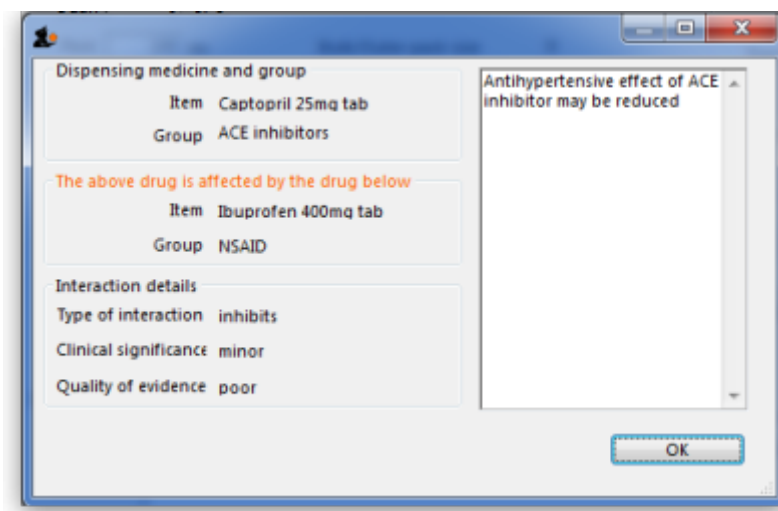 Dispensing medicine and group
Item Captopril 25mg tab
Group ACE inhibitors
The above drug is affected by the drug below
Item Ibuprofen 400mg tab
Group NSAID
Interaction details
Type of interaction inhibits
Clinical significance minor
Quality of evidence poor
Antihypertensive effect of ACE
inhibitor may be reduced
OK